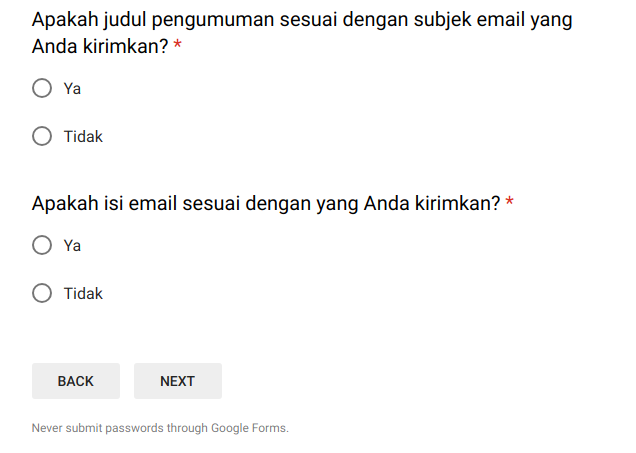 Apakah judul pengumuman sesuai dengan subjek email yang
Anda kirimkan? *
Ya
Tidak
Apakah isi email sesuai dengan yang Anda kirimkan? *
Ya
Tidak
BACK
NEXT
Never submit passwords through Google Forms.